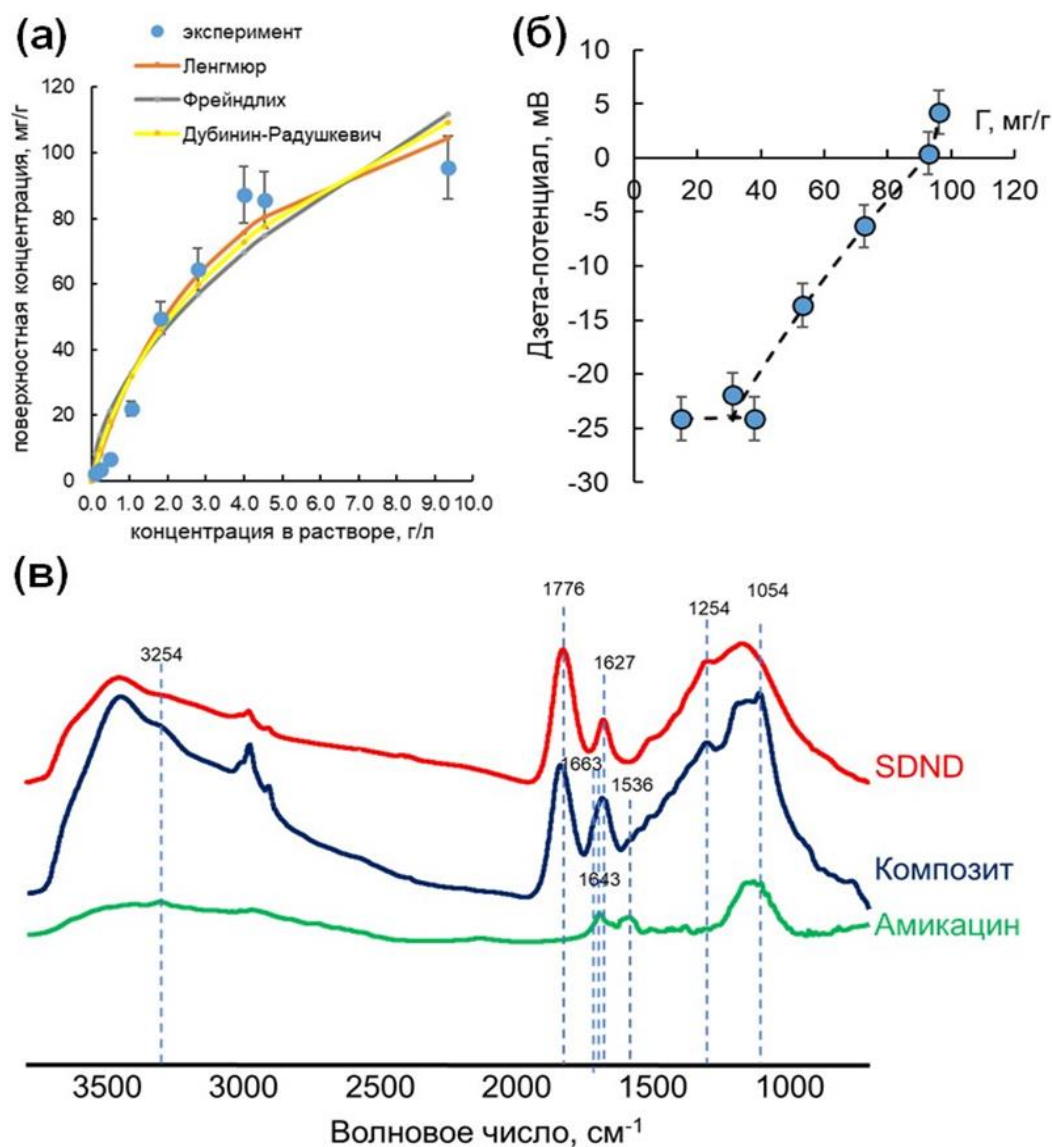 (а)
эксперимент
Ленгмюр
Фрейндлих
Дубинин-Радушкевич
поверхностная концентрация, мг/г
120
100
80
60
40
20
0
0.0 1.0 2.0 3.0 4.0 5.0 6.0 7.0 8.0 9.0 10.0
концентрация в растворе, г/л
(б)
Дзета-потенциал, мВ
10
5
0
-5
-10
-15
-20
-25
-30
Г, мг/г
0 20 40 60 80 100 120
(в)
1776
1254
1054
3254
1627
SDND
1663
1536
Композит
1643
Амикацин
3500 3000 2500 2000 1500 1000
Волновое число, см⁻¹